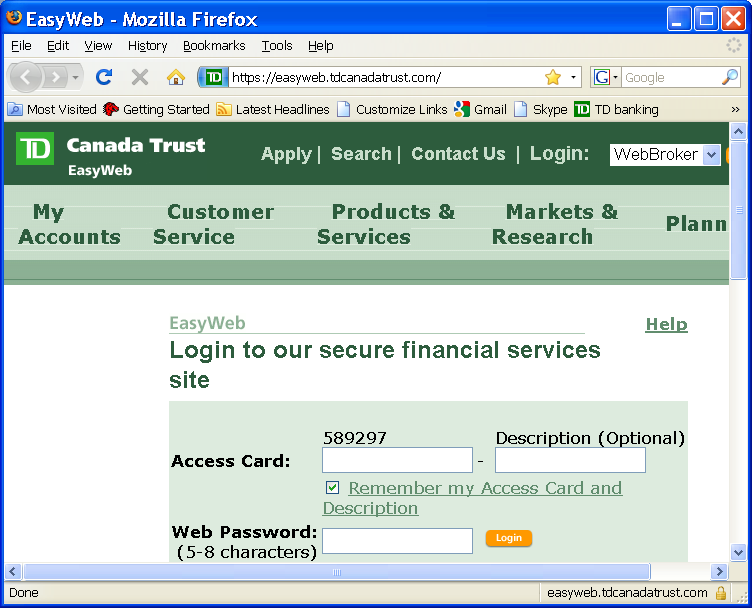 EasyWeb - Mozilla Firefox
File Edit View History Bookmarks Tools Help
TD https://easyweb.tdcanadatrust.com/ G Google
Most Visited Getting Started Latest Headlines Customize Links Gmail Skype TD TD banking »
TD Canada Trust
EasyWeb
Apply | Search | Contact Us | Login: WebBroker
My Accounts
Customer Service
Products & Services
Markets & Research
Plann
EasyWeb
Help
Login to our secure financial services
site
589297 Description (Optional)
Access Card: -
Remember my Access Card and
Description
Web Password:
(5-8 characters)
Login
Done easyweb.tdcanadatrust.com